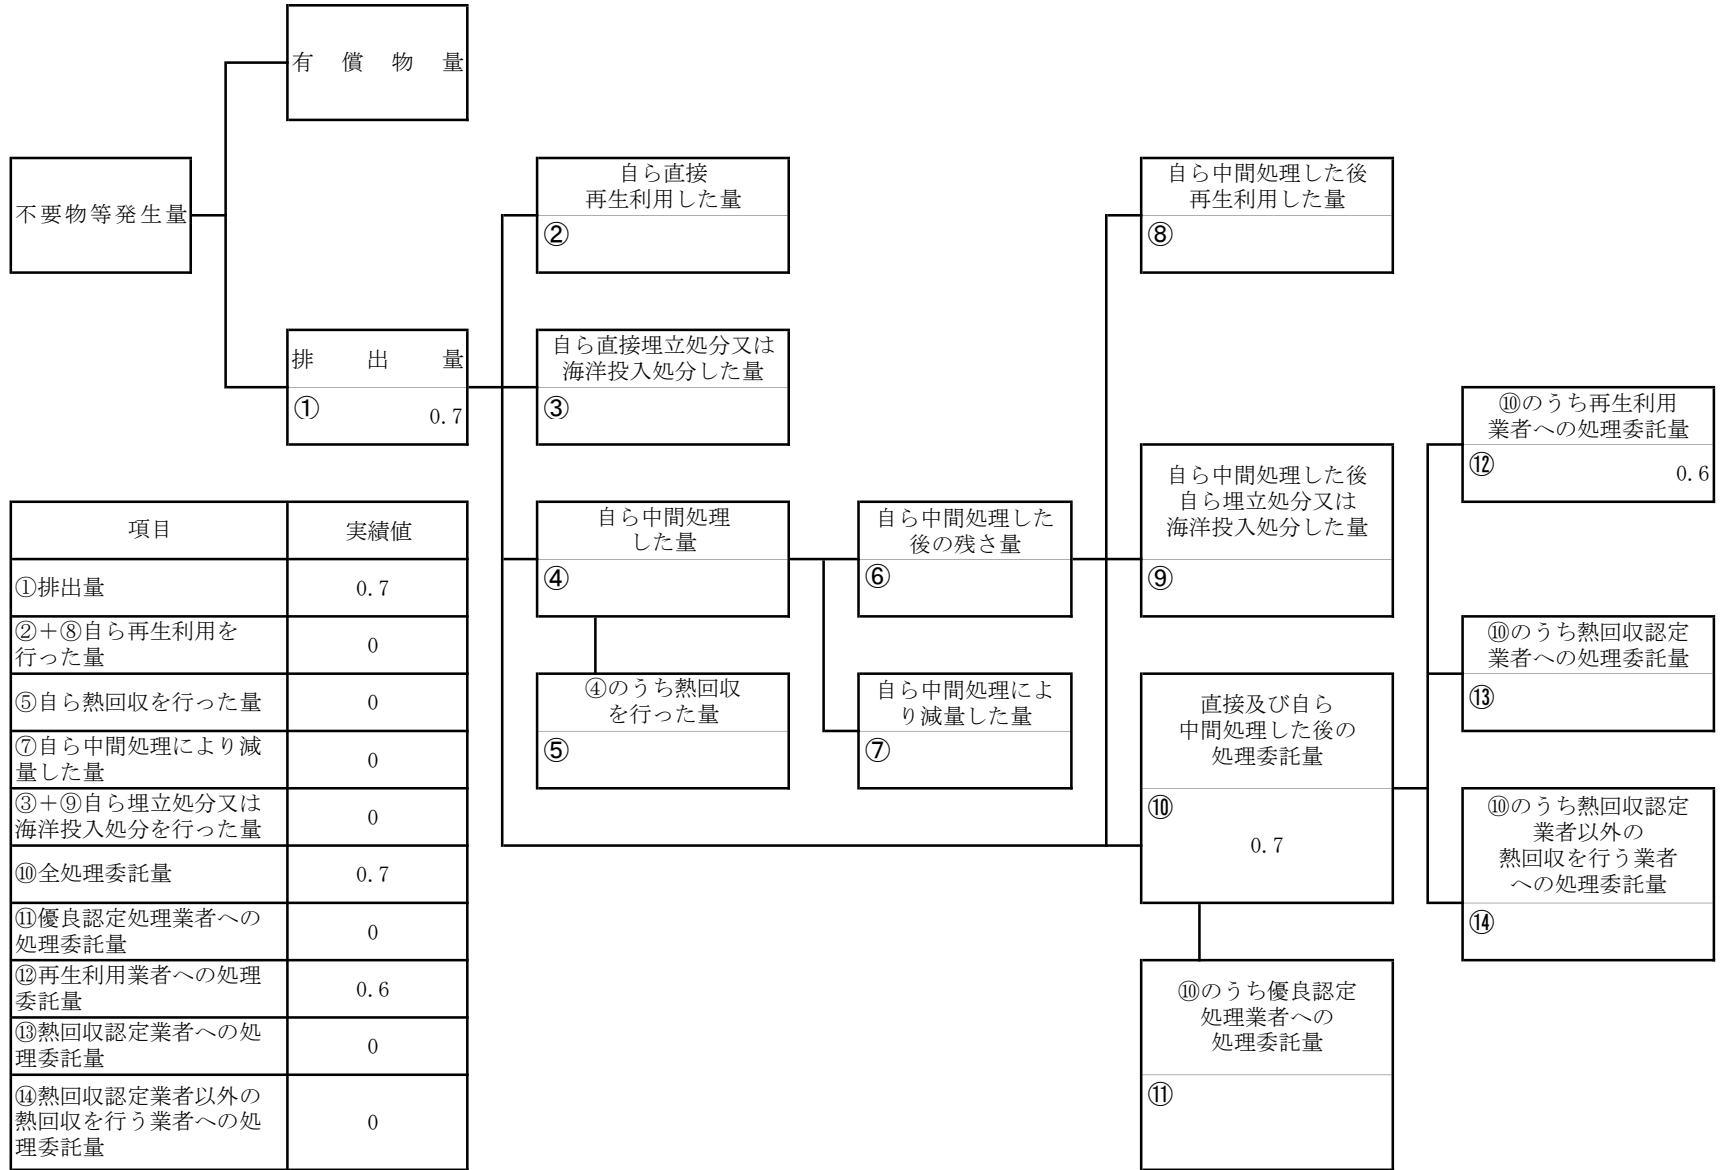 有償物量
不要物等発生量
排出量
① 0.7
自ら直接
再生利用した量
②
自ら直接埋立処分又は
海洋投入処分した量
③
自ら中間処理
した量
④
④のうち熱回収
を行った量
⑤
自ら中間処理した
後の残さ量
⑥
自ら中間処理によ
り減量した量
⑦
自ら中間処理した後
再生利用した量
⑧
自ら中間処理した後
自ら埋立処分又は
海洋投入処分した量
⑨
直接及び自ら
中間処理した後の
処理委託量
⑩
0.7
⑩のうち優良認定
処理業者への
処理委託量
⑪
⑩のうち再生利用
業者への処理委託量
⑫ 0.6
⑩のうち熱回収認定
業者への処理委託量
⑬
⑩のうち熱回収認定
業者以外の
熱回収を行う業者
への処理委託量
⑭
項目 実績値
①排出量 0.7
②＋⑧自ら再生利用を
行った量 0
⑤自ら熱回収を行った量 0
⑦自ら中間処理により減
量した量 0
③＋⑨自ら埋立処分又は
海洋投入処分を行った量 0
⑩全処理委託量 0.7
⑪優良認定処理業者への
処理委託量 0
⑫再生利用業者への処理
委託量 0.6
⑬熱回収認定業者への処
理委託量 0
⑭熱回収認定業者以外の
熱回収を行う業者への処
理委託量 0